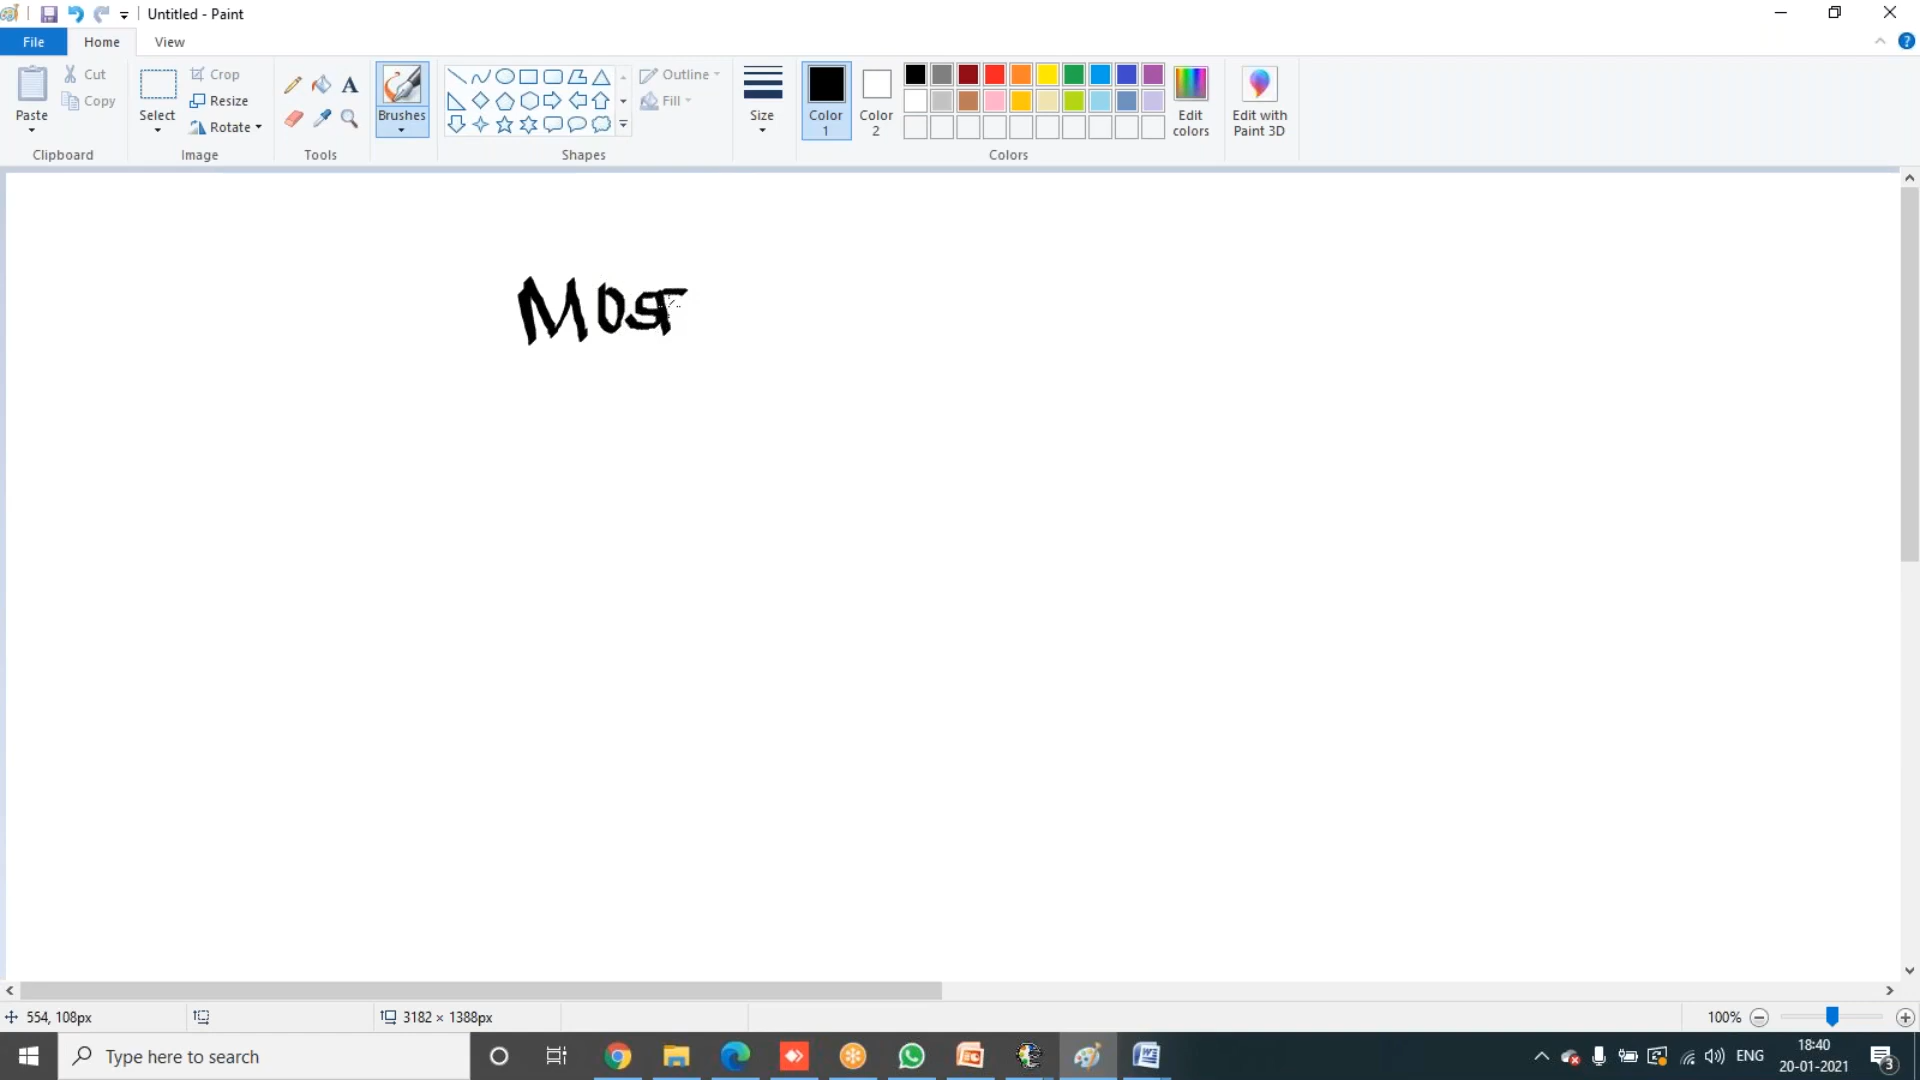 Untitled - Paint
File Home View
Paste Cut Copy Select Crop Resize Rotate A Brushes Outline Fill Size Color 1 Color 2 Edit colors Edit with Paint 3D
Clipboard Image Tools Shapes Colors
MOST
554, 108px 3182 × 1388px 100%
Type here to search ENG 18:40 20-01-2021 3